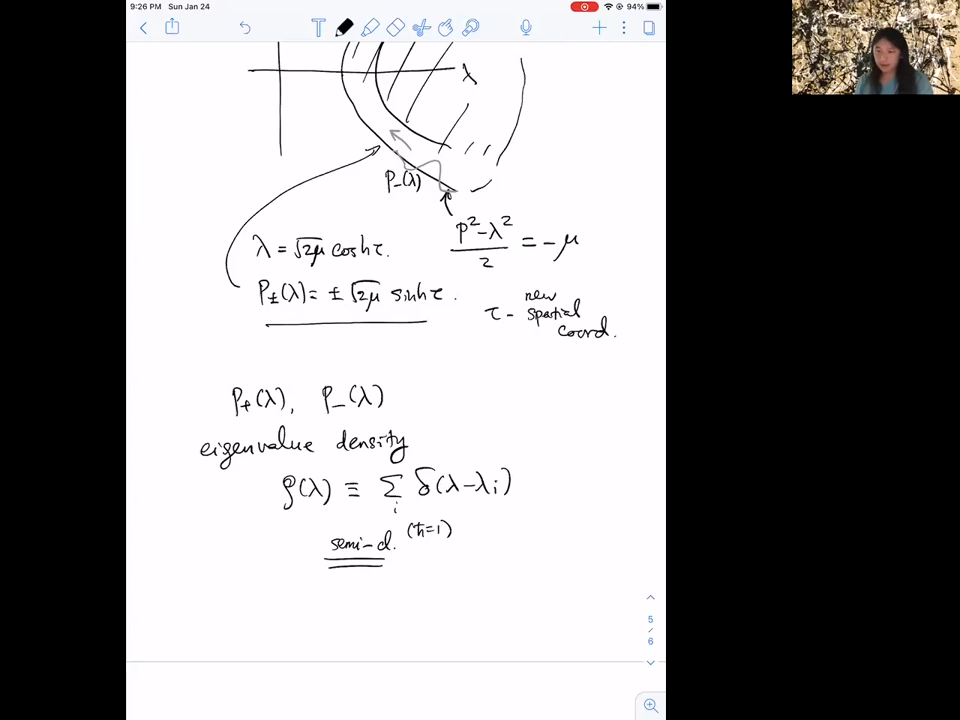 9:26 PM Sun Jan 24
94%
T
λ
P₋(λ)
λ = √2μ cosh τ.
(P² − λ²)/2 = − μ
P±(λ) = ± √2μ sinh τ.
τ - new spatial coord.
P₊(λ), P₋(λ)
eigenvalue density
ρ(λ) ≡ Σᵢ δ(λ−λᵢ)
semi-cl. (ħ=1)
5
/
6